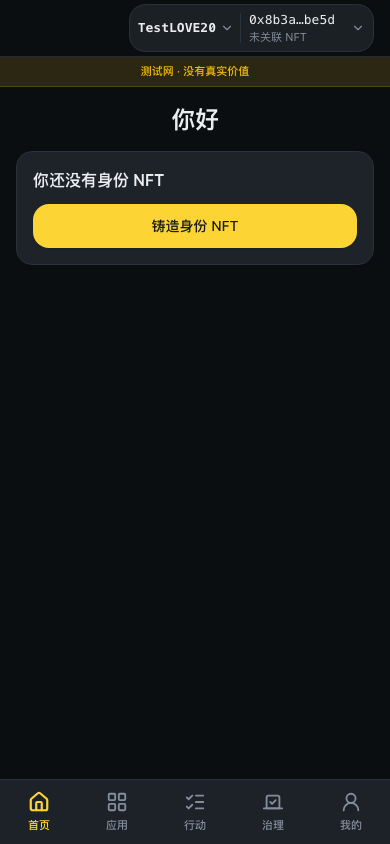 TestLOVE20
0x8b3a…be5d
未关联 NFT
测试网 · 没有真实价值
你好
你还没有身份 NFT
铸造身份 NFT
首页
应用
行动
治理
我的